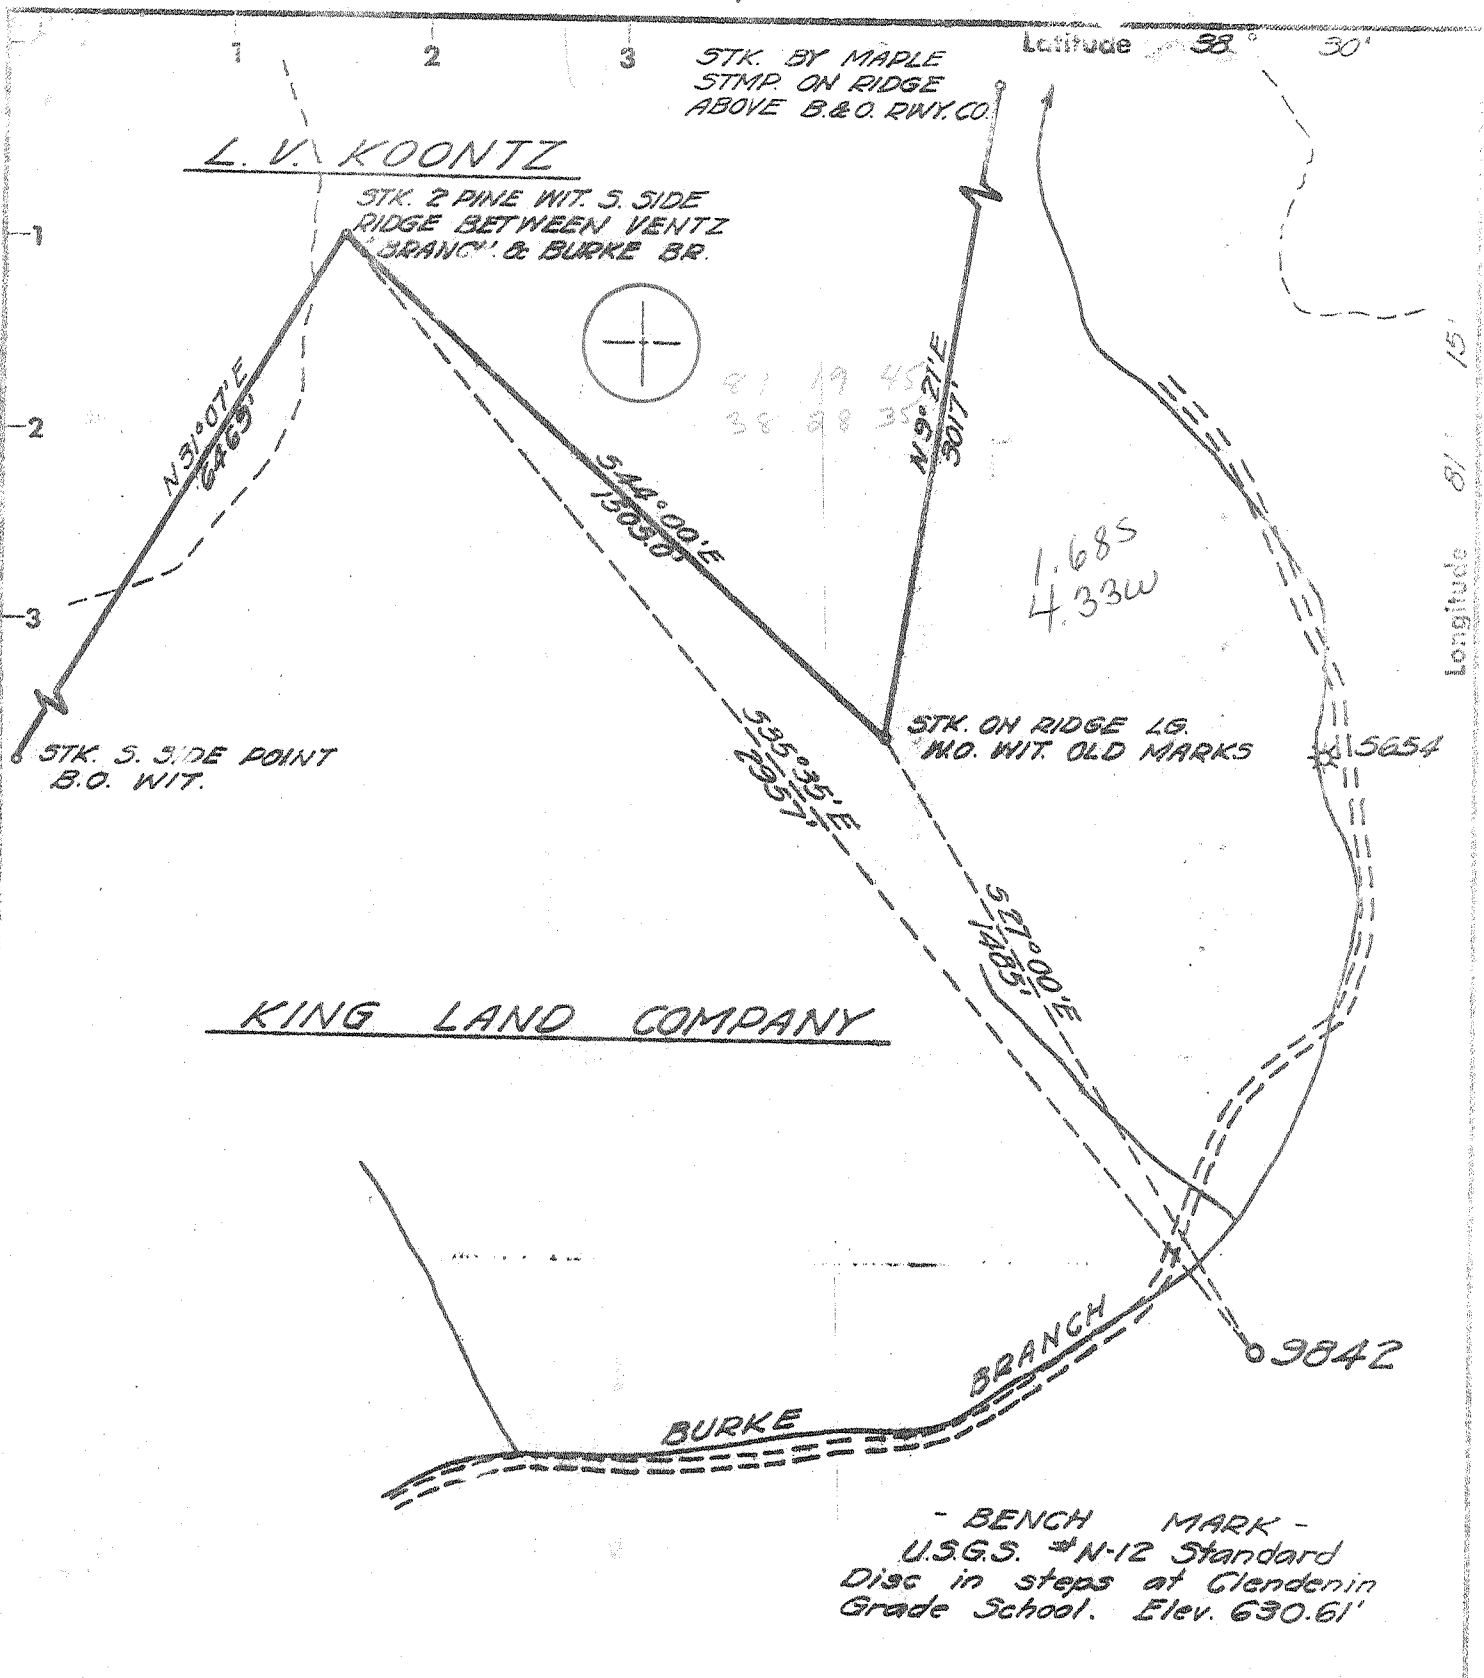 1 2 3
Latitude 38° 30'
STK. BY MAPLE
STMP. ON RIDGE
ABOVE B.&O. RWY. CO.
L. V. KOONTZ
STK. 2 PINE WIT. S. SIDE
RIDGE BETWEEN VENTZ
BRANCH & BURKE BR.
1
2
3
N 31° 07' E
6463'
S 44° 00' E
1505.0'
N 9° 21' E
3017'
81 19 45
38 28 35
1.68S
4.33W
Longitude 81° 15'
STK. S. SIDE POINT
B.O. WIT.
STK. ON RIDGE LG.
W.O. WIT. OLD MARKS
5654
S 35° 35' E
2957'
S 27° 00' E
1485'
KING LAND COMPANY
9842
BURKE BRANCH
- BENCH MARK -
U.S.G.S. #N-12 Standard
Disc in steps at Clendenin
Grade School. Elev. 630.61'